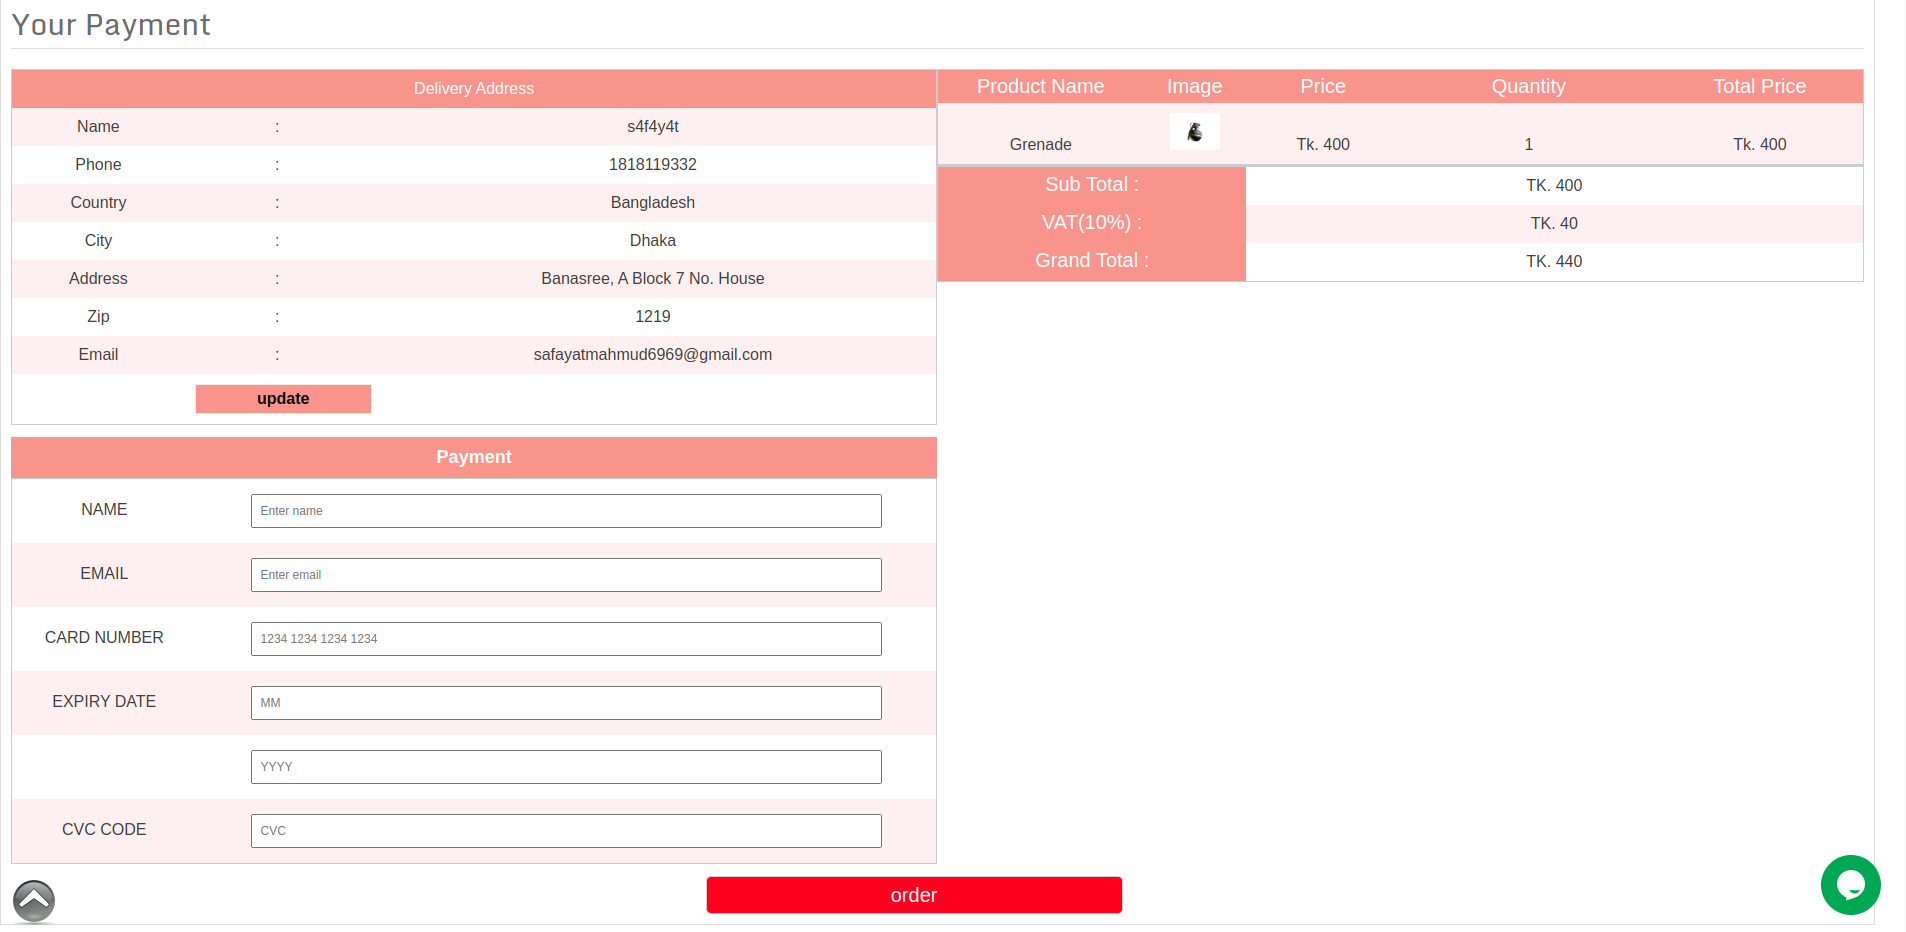 Your Payment
Delivery Address
Name : s4f4y4t
Phone : 1818119332
Country : Bangladesh
City : Dhaka
Address : Banasree, A Block 7 No. House
Zip : 1219
Email : safayatmahmud6969@gmail.com
update
Payment
NAME Enter name
EMAIL Enter email
CARD NUMBER 1234 1234 1234 1234
EXPIRY DATE MM
YYYY
CVC CODE CVC
Product Name Image Price Quantity Total Price
Grenade Tk. 400 1 Tk. 400
Sub Total : TK. 400
VAT(10%) : TK. 40
Grand Total : TK. 440
order